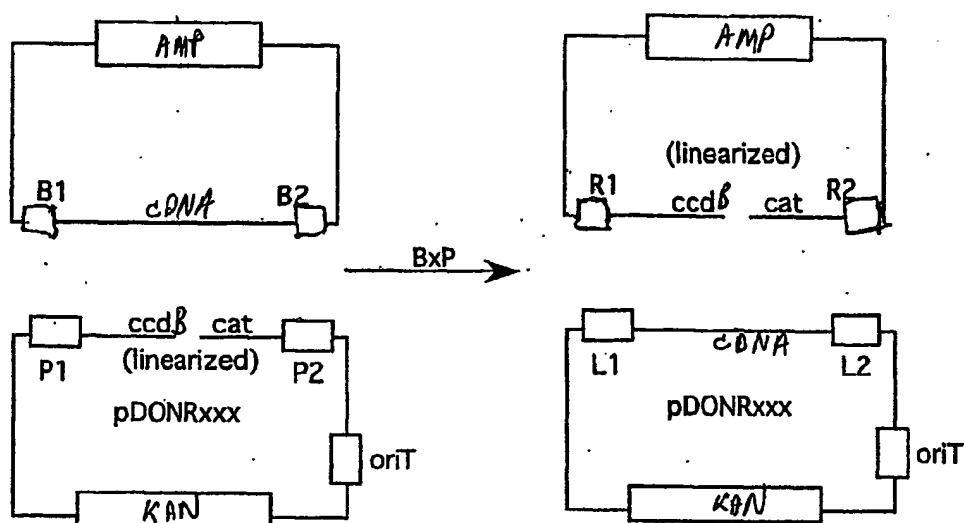 AMP
B1 cDNA B2
P1 ccdB cat P2
(linearized)
pDONRxxx
oriT
KAN
BxP
AMP
(linearized)
R1 ccdB cat R2
L1 cDNA L2
pDONRxxx
oriT
KAN